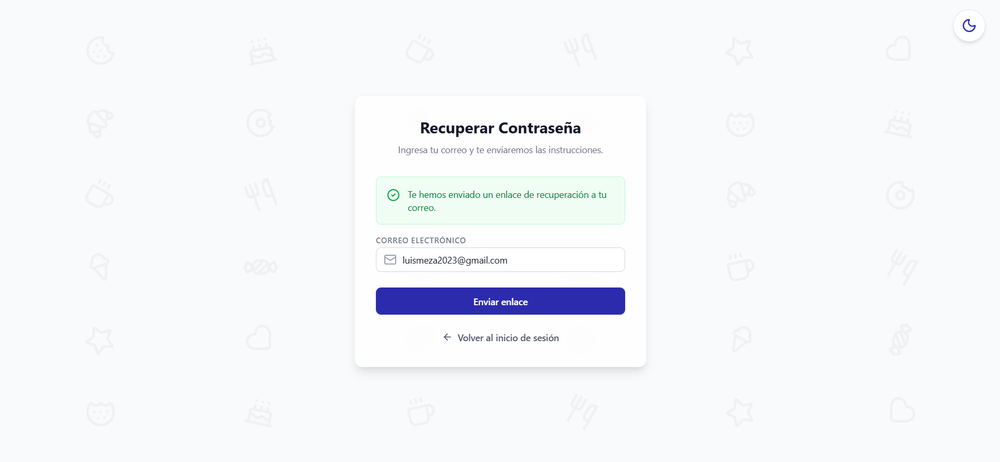 Recuperar Contraseña
Ingresa tu correo y te enviaremos las instrucciones.
Te hemos enviado un enlace de recuperación a tu
correo.
CORREO ELECTRÓNICO
luismeza2023@gmail.com
Enviar enlace
Volver al inicio de sesión